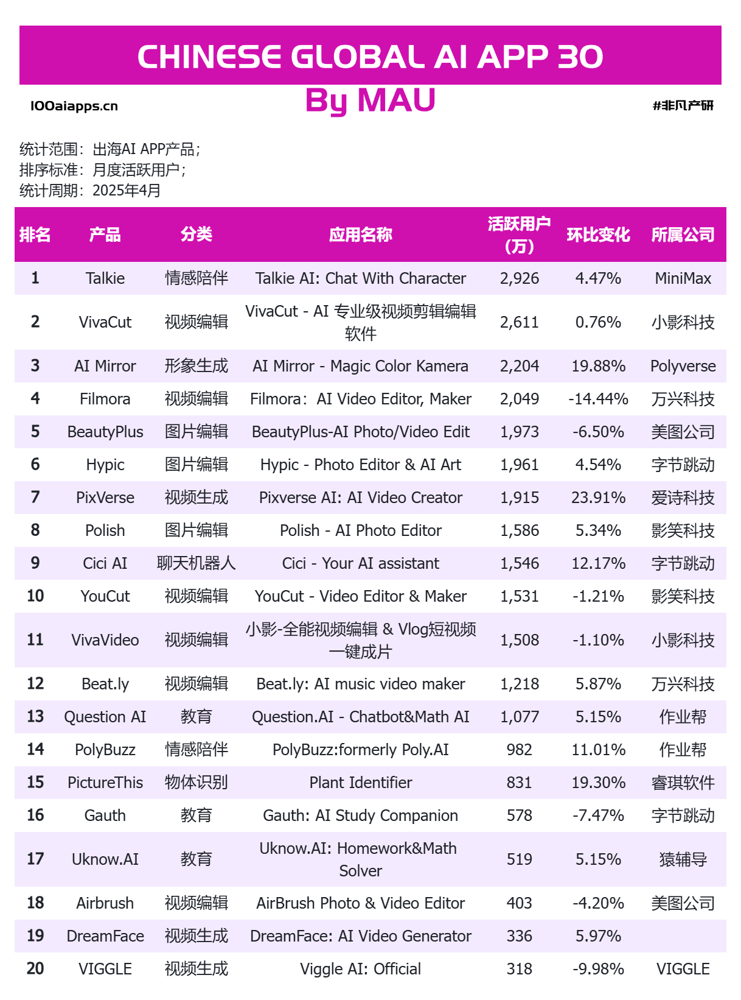 CHINESE GLOBAL AI APP 30
By MAU
100aiapps.cn
#非凡产研
统计范围：出海AI APP产品；
排序标准：月度活跃用户；
统计周期：2025年4月
排名 产品 分类 应用名称 活跃用户（万） 环比变化 所属公司
1 Talkie 情感陪伴 Talkie AI: Chat With Character 2,926 4.47% MiniMax
2 VivaCut 视频编辑 VivaCut - AI 专业级视频剪辑编辑软件 2,611 0.76% 小影科技
3 AI Mirror 形象生成 AI Mirror - Magic Color Kamera 2,204 19.88% Polyverse
4 Filmora 视频编辑 Filmora：AI Video Editor, Maker 2,049 -14.44% 万兴科技
5 BeautyPlus 图片编辑 BeautyPlus-AI Photo/Video Edit 1,973 -6.50% 美图公司
6 Hypic 图片编辑 Hypic - Photo Editor & AI Art 1,961 4.54% 字节跳动
7 PixVerse 视频生成 Pixverse AI: AI Video Creator 1,915 23.91% 爱诗科技
8 Polish 图片编辑 Polish - AI Photo Editor 1,586 5.34% 影笑科技
9 Cici AI 聊天机器人 Cici - Your AI assistant 1,546 12.17% 字节跳动
10 YouCut 视频编辑 YouCut - Video Editor & Maker 1,531 -1.21% 影笑科技
11 VivaVideo 视频编辑 小影-全能视频编辑 & Vlog短视频一键成片 1,508 -1.10% 小影科技
12 Beat.ly 视频编辑 Beat.ly: AI music video maker 1,218 5.87% 万兴科技
13 Question AI 教育 Question.AI - Chatbot&Math AI 1,077 5.15% 作业帮
14 PolyBuzz 情感陪伴 PolyBuzz:formerly Poly.AI 982 11.01% 作业帮
15 PictureThis 物体识别 Plant Identifier 831 19.30% 睿琪软件
16 Gauth 教育 Gauth: AI Study Companion 578 -7.47% 字节跳动
17 Uknow.AI 教育 Uknow.AI: Homework&Math Solver 519 5.15% 猿辅导
18 Airbrush 视频编辑 AirBrush Photo & Video Editor 403 -4.20% 美图公司
19 DreamFace 视频生成 DreamFace: AI Video Generator 336 5.97%
20 VIGGLE 视频生成 Viggle AI: Official 318 -9.98% VIGGLE